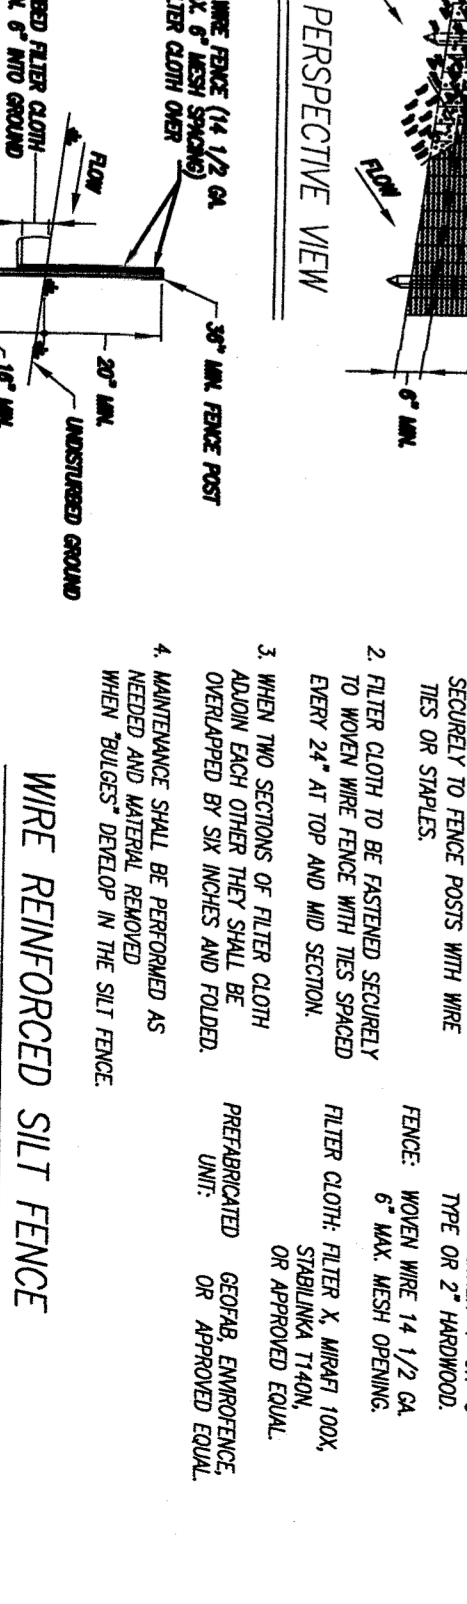 FLOW
6" MIN.
PERSPECTIVE VIEW
WIRE FENCE (14 1/2 GA.
6" MESH SPACING)
CLOTH OVER
36" MIN. FENCE POST
FILTER CLOTH
6" INTO GROUND
FLOW
20" MIN.
UNDISTURBED GROUND
16" MIN.
SECURELY TO FENCE POSTS WITH WIRE
TIES OR STAPLES.
2. FILTER CLOTH TO BE FASTENED SECURELY
TO WOVEN WIRE FENCE WITH TIES SPACED
EVERY 24" AT TOP AND MID SECTION.
3. WHEN TWO SECTIONS OF FILTER CLOTH
ADJOIN EACH OTHER THEY SHALL BE
OVERLAPPED BY SIX INCHES AND FOLDED.
4. MAINTENANCE SHALL BE PERFORMED AS
NEEDED AND MATERIAL REMOVED
WHEN "BULGES" DEVELOP IN THE SILT FENCE.
TYPE OR 2" HARDWOOD.
FENCE: WOVEN WIRE 14 1/2 GA.
6" MAX. MESH OPENING.
FILTER CLOTH: FILTER X, MIRAFI 100X,
STABILINKA T140N,
OR APPROVED EQUAL.
PREFABRICATED GEOFAB, ENVIROFENCE,
UNIT: OR APPROVED EQUAL.
WIRE REINFORCED SILT FENCE